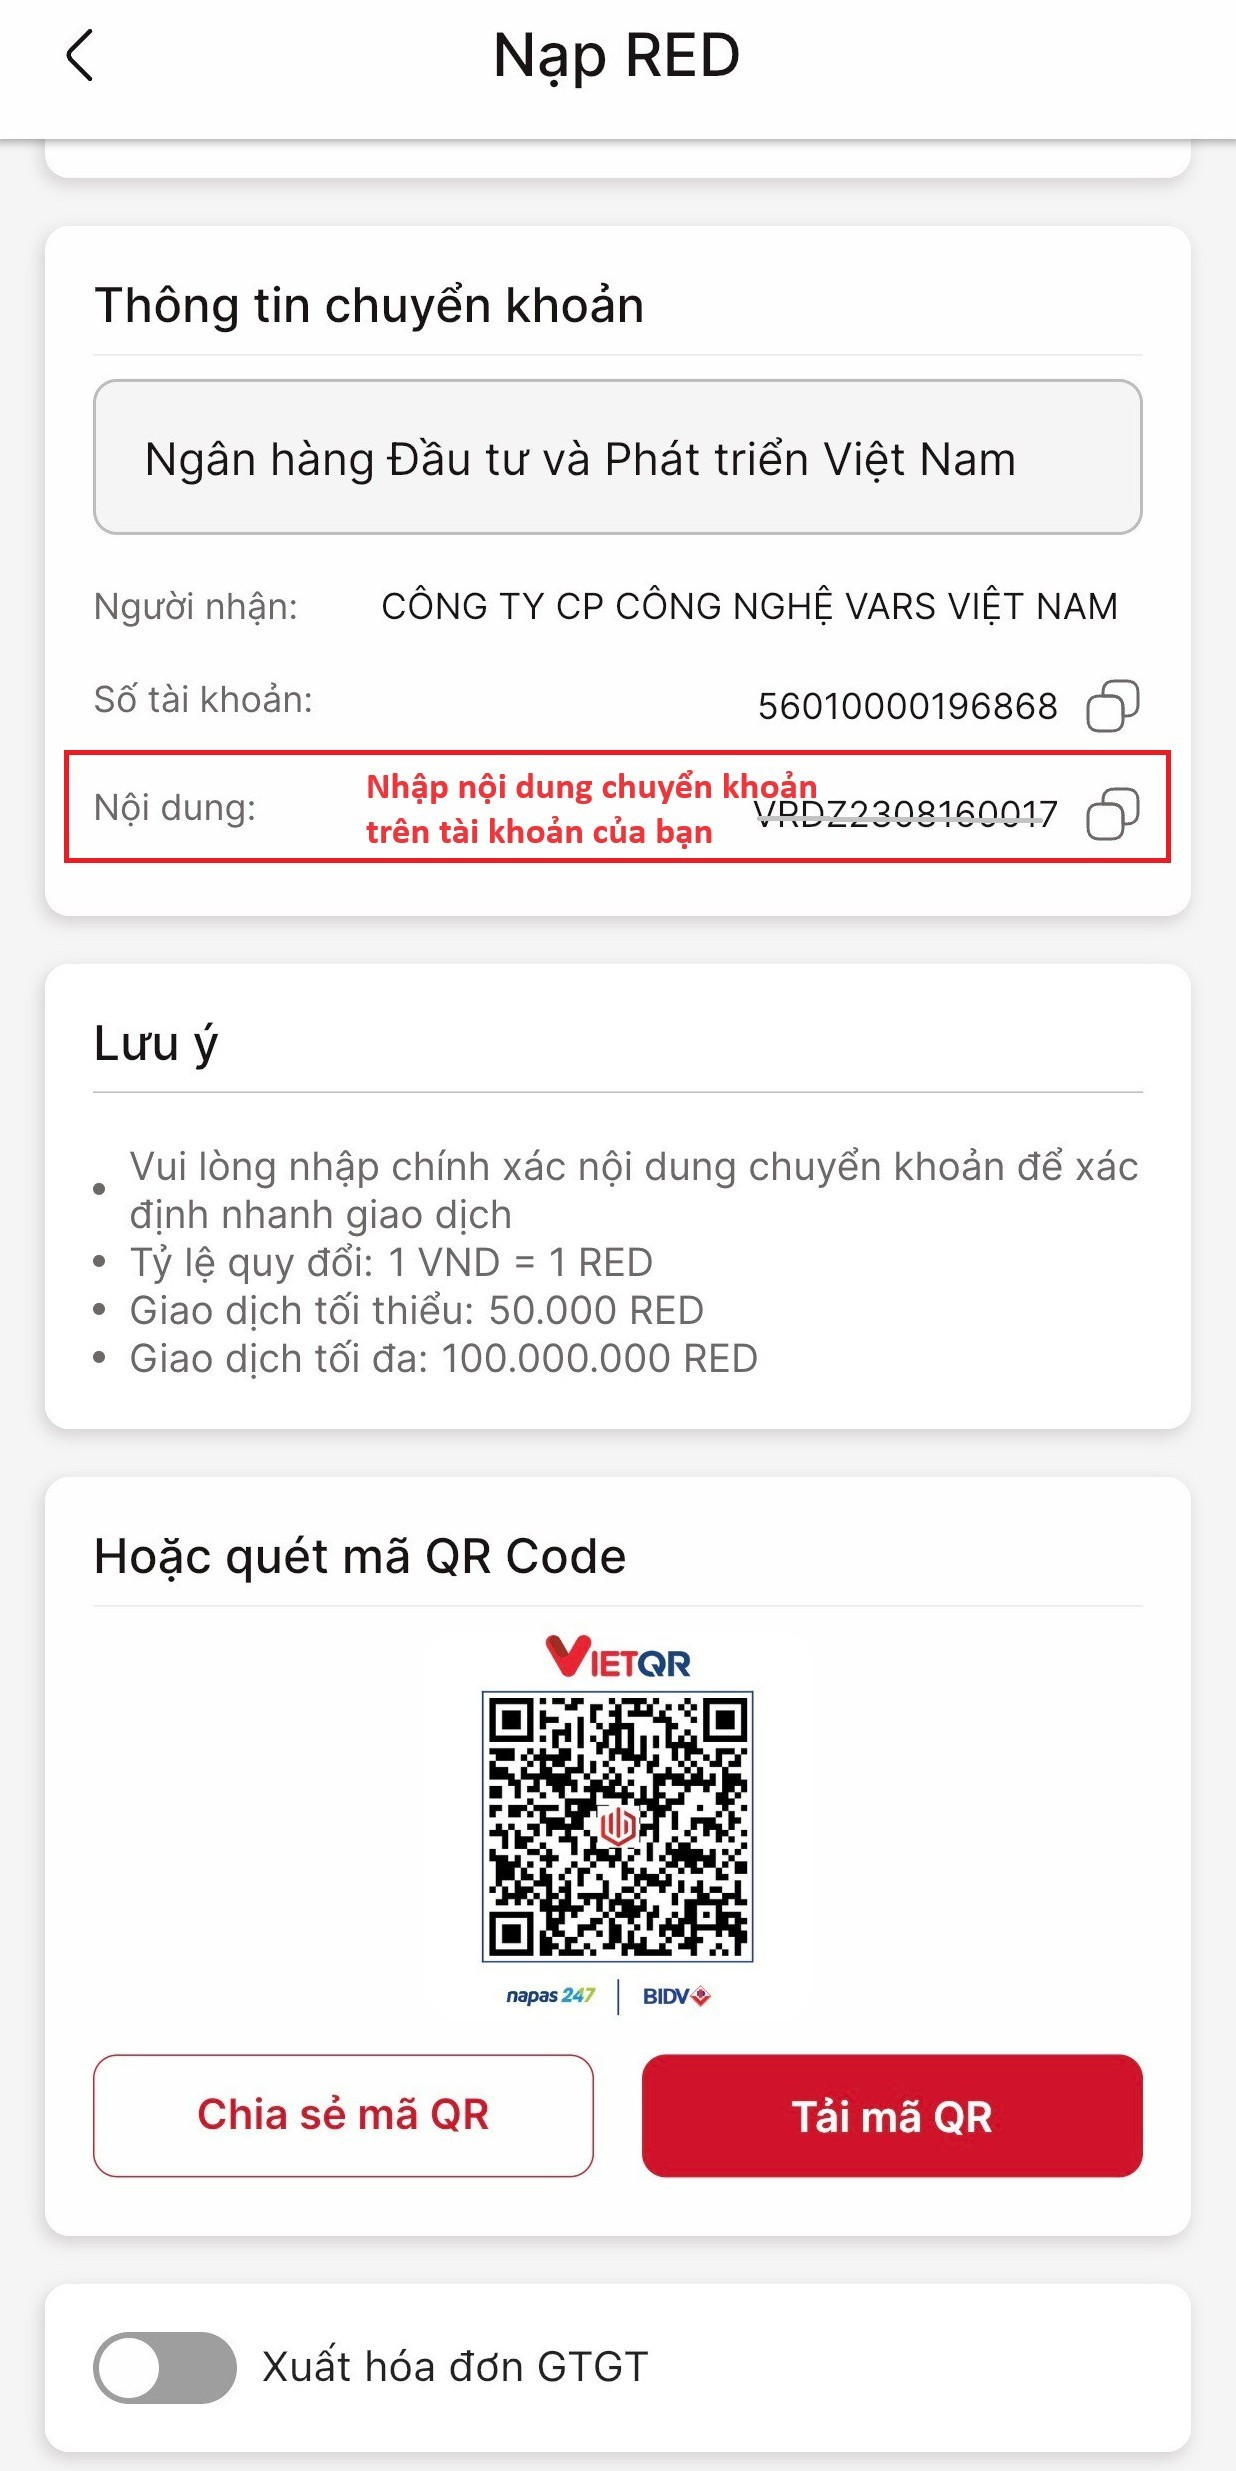 Nạp RED
Thông tin chuyển khoản
Ngân hàng Đầu tư và Phát triển Việt Nam
Người nhận: CÔNG TY CP CÔNG NGHỆ VARS VIỆT NAM
Số tài khoản: 56010000196868
Nội dung: VRDZ2308160017
Nhập nội dung chuyển khoản
trên tài khoản của bạn
Lưu ý
• Vui lòng nhập chính xác nội dung chuyển khoản để xác
định nhanh giao dịch
• Tỷ lệ quy đổi: 1 VND = 1 RED
• Giao dịch tối thiểu: 50.000 RED
• Giao dịch tối đa: 100.000.000 RED
Hoặc quét mã QR Code
VIETQR
napas 247 | BIDV
Chia sẻ mã QR
Tải mã QR
Xuất hóa đơn GTGT